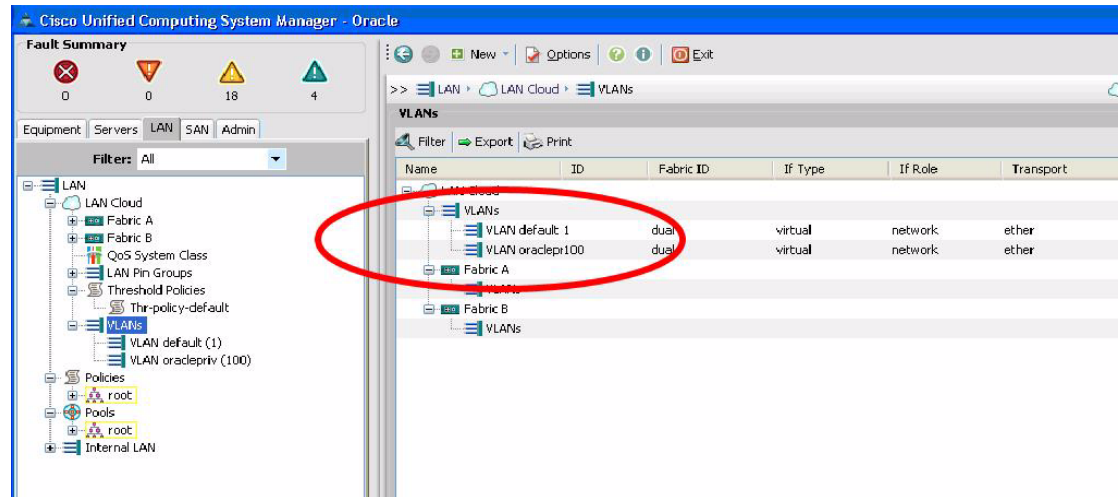 Cisco Unified Computing System Manager - Oracle
Fault Summary
0 0 18 4
New Options Exit
>> LAN LAN Cloud VLANs
VLANs
Equipment Servers LAN SAN Admin
Filter Export Print
Filter: All
Name ID Fabric ID If Type If Role Transport
LAN
LAN Cloud
Fabric A
Fabric B
QoS System Class
LAN Pin Groups
Threshold Policies
Thr-policy-default
VLANs
VLAN default (1)
VLAN oraclepriv (100)
Policies
root
Pools
root
Internal LAN
LAN Cloud
VLANs
VLAN default 1 dual virtual network ether
VLAN oraclepr100 dual virtual network ether
Fabric A
VLANs
Fabric B
VLANs